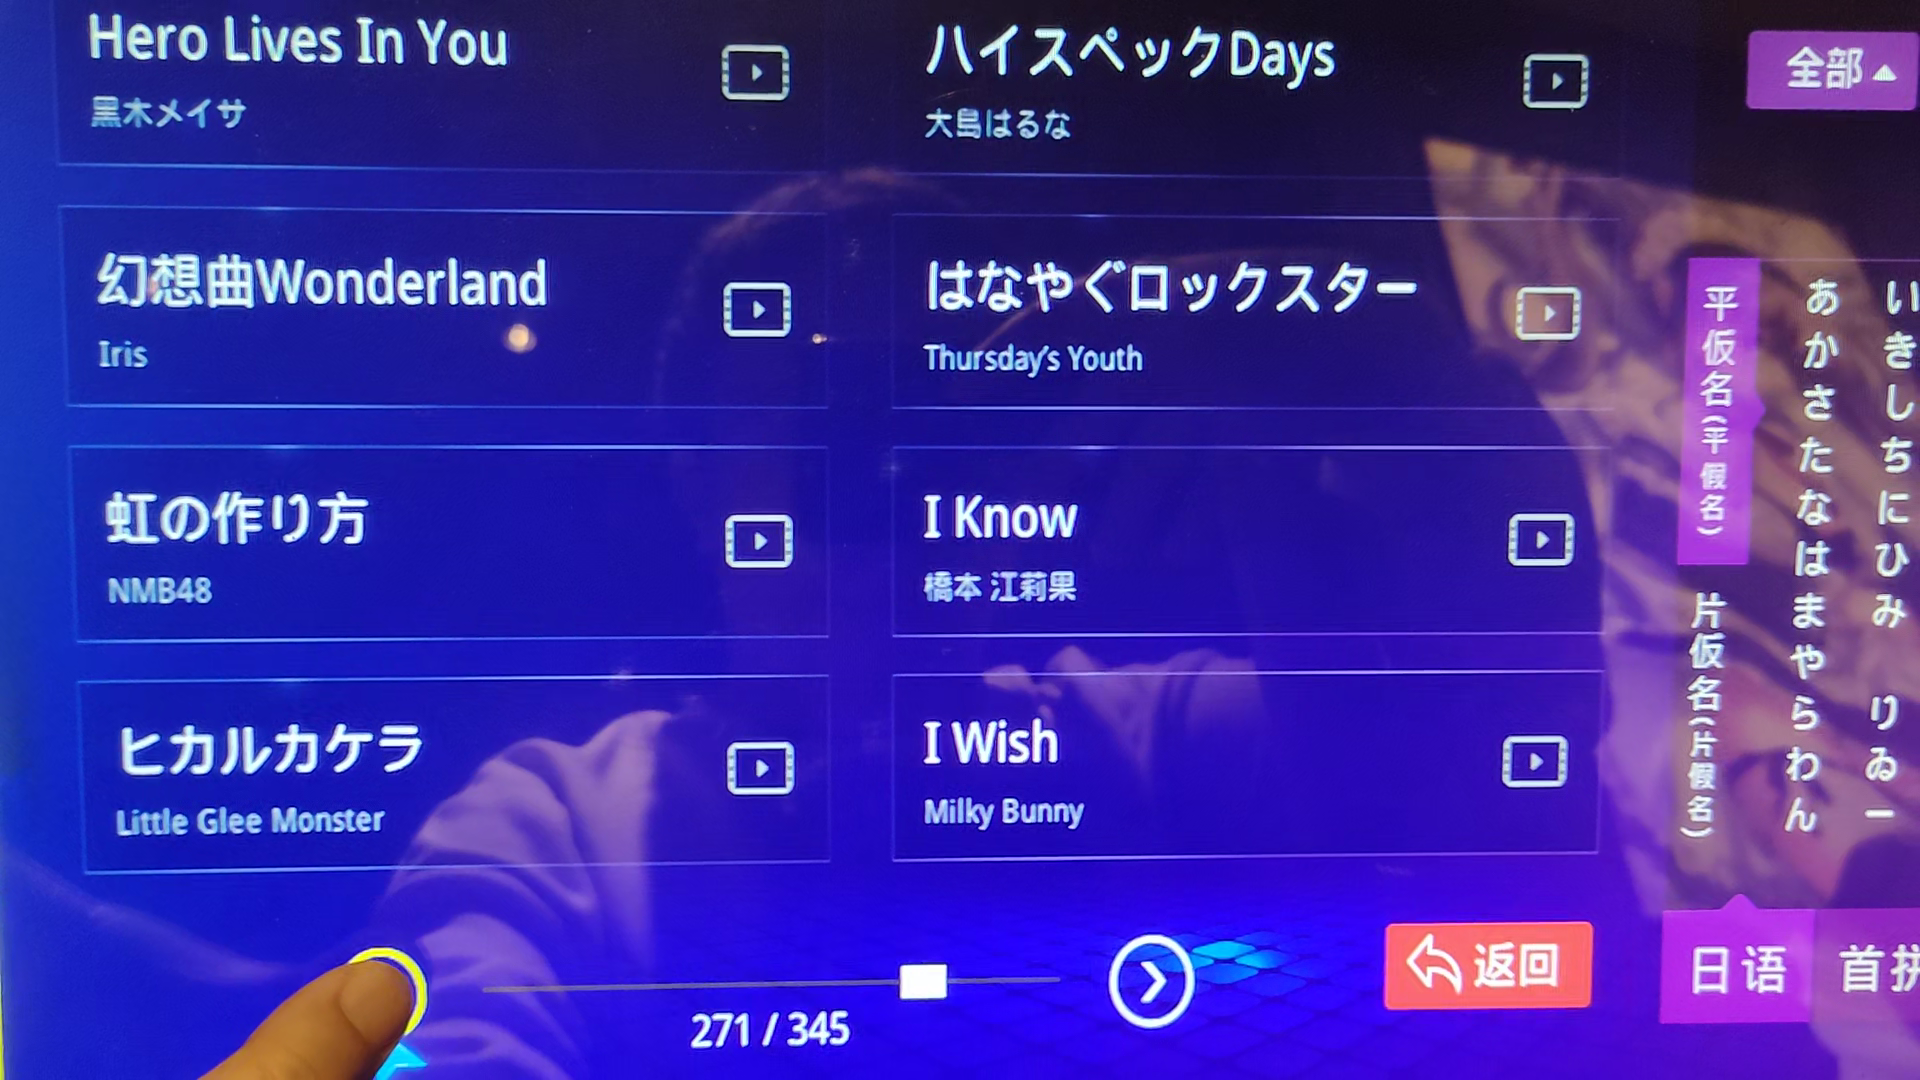 Hero Lives In You
黒木メイサ
ハイスペックDays
大島はるな
幻想曲Wonderland
Iris
はなやぐロックスター
Thursday's Youth
虹の作り方
NMB48
I Know
橋本 江莉果
ヒカルカケラ
Little Glee Monster
I Wish
Milky Bunny
271 / 345
返回
全部
平仮名(平假名)
片仮名(片假名)
あかさたなはまやらわん
いきしちにひみ りゐー
日语
首拼